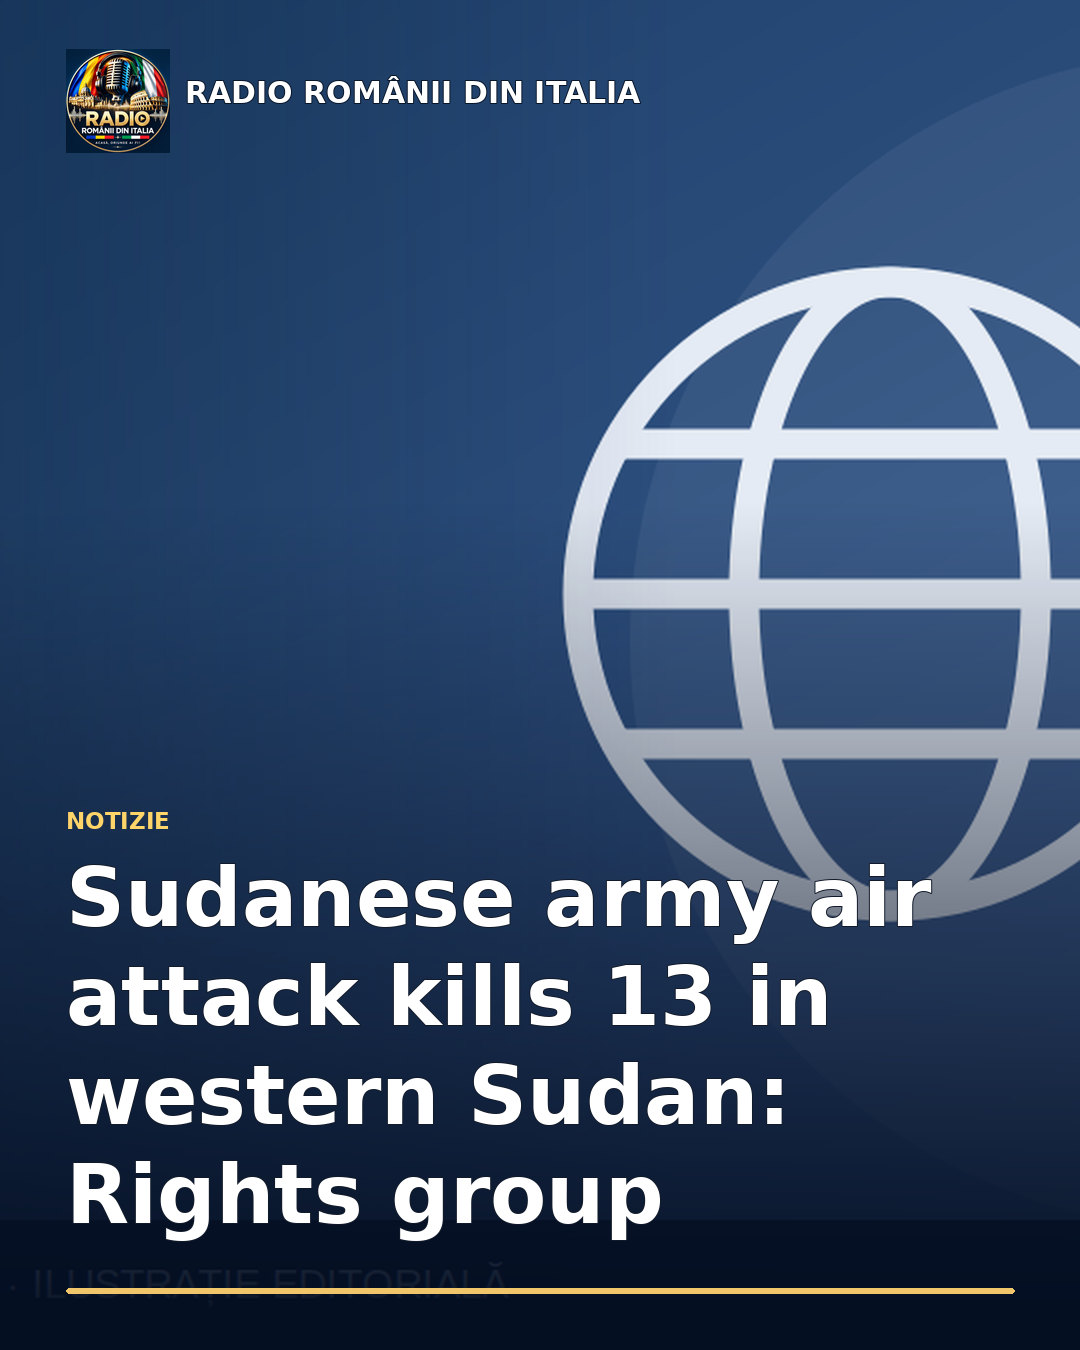 RADIO
ROMÂNII DIN ITALIA
RADIO ROMÂNII DIN ITALIA
NOTIZIE
Sudanese army air
attack kills 13 in
western Sudan:
Rights group
· ILUSTRAȚIE EDITORIALĂ